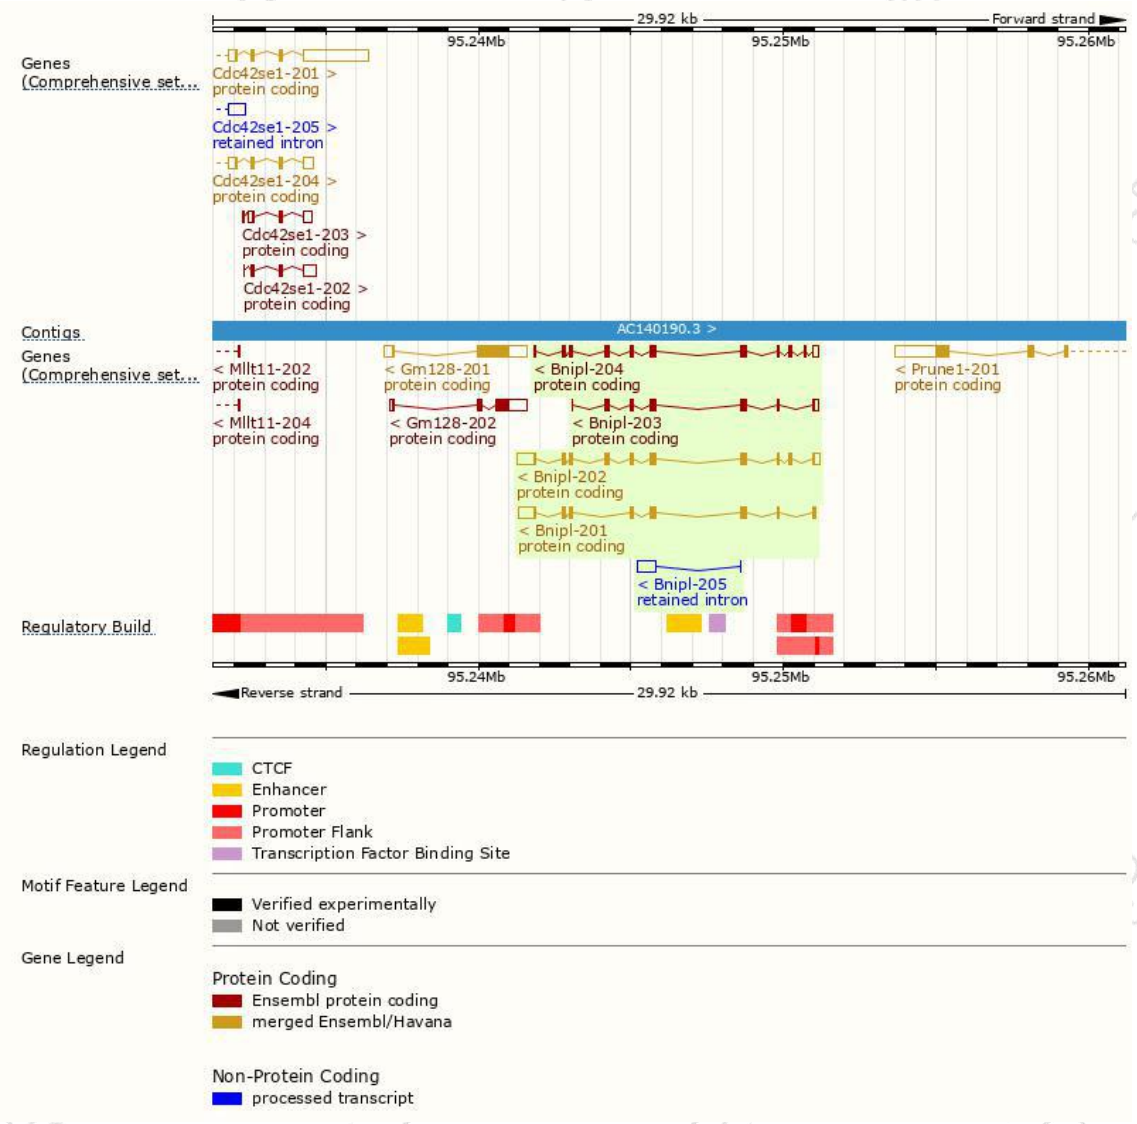 29.92 kb Forward strand
95.24Mb 95.25Mb 95.26Mb
Genes
(Comprehensive set...
Cdc42se1-201 >
protein coding
Cdc42se1-205 >
retained intron
Cdc42se1-204 >
protein coding
Cdc42se1-203 >
protein coding
Cdc42se1-202 >
protein coding
Contigs AC140190.3 >
Genes
(Comprehensive set...
< Mllt11-202 < Gm128-201 < Bnipl-204 < Prune1-201
protein coding protein coding protein coding protein coding
< Mllt11-204 < Gm128-202 < Bnipl-203
protein coding protein coding protein coding
< Bnipl-202
protein coding
< Bnipl-201
protein coding
< Bnipl-205
retained intron
Regulatory Build
95.24Mb 95.25Mb 95.26Mb
Reverse strand 29.92 kb
Regulation Legend
CTCF
Enhancer
Promoter
Promoter Flank
Transcription Factor Binding Site
Motif Feature Legend
Verified experimentally
Not verified
Gene Legend
Protein Coding
Ensembl protein coding
merged Ensembl/Havana
Non-Protein Coding
processed transcript